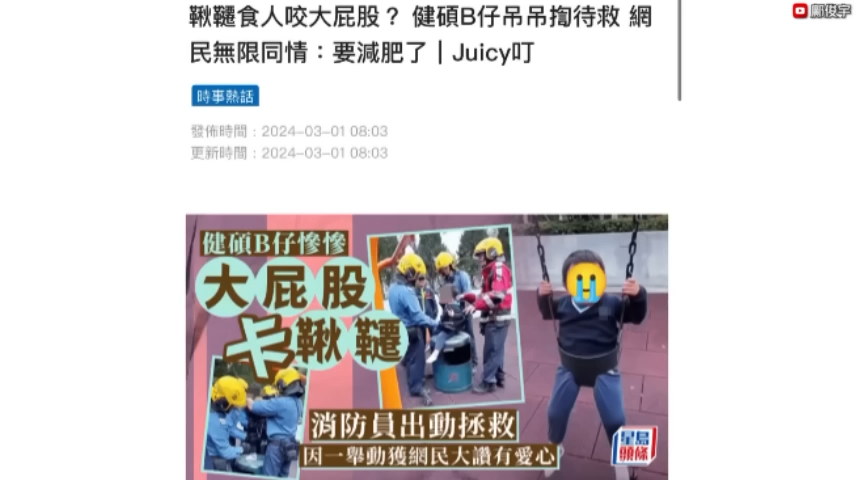 鄺俊宇
鞦韆食人咬大屁股？ 健碩B仔吊吊揈待救 網
民無限同情：要減肥了｜Juicy叮
時事熱話
發佈時間：2024-03-01 08:03
更新時間：2024-03-01 08:03
健碩B仔慘慘
大屁股
卡鞦韆
消防員出動拯救
因一舉動獲網民大讚有愛心
星島
頭條